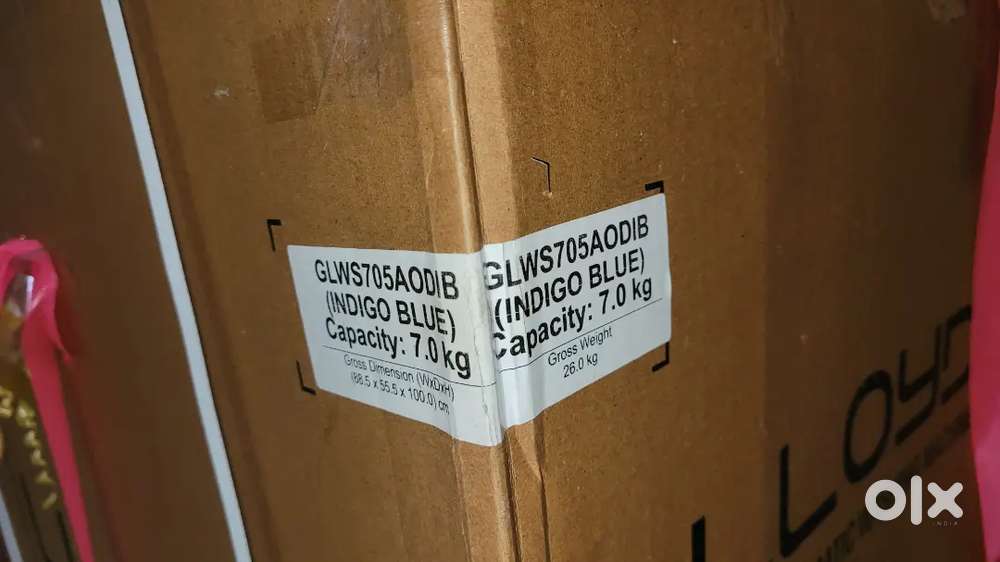 GLWS705AODIB
(INDIGO BLUE)
Capacity: 7.0 kg
Gross Dimension (WxDxH)
(88.5 x 55.5 x 100.0) cm
GLWS705AODIB
(INDIGO BLUE)
Capacity: 7.0 kg
Gross Weight
26.0 kg
LLOYD
olx
INDIA